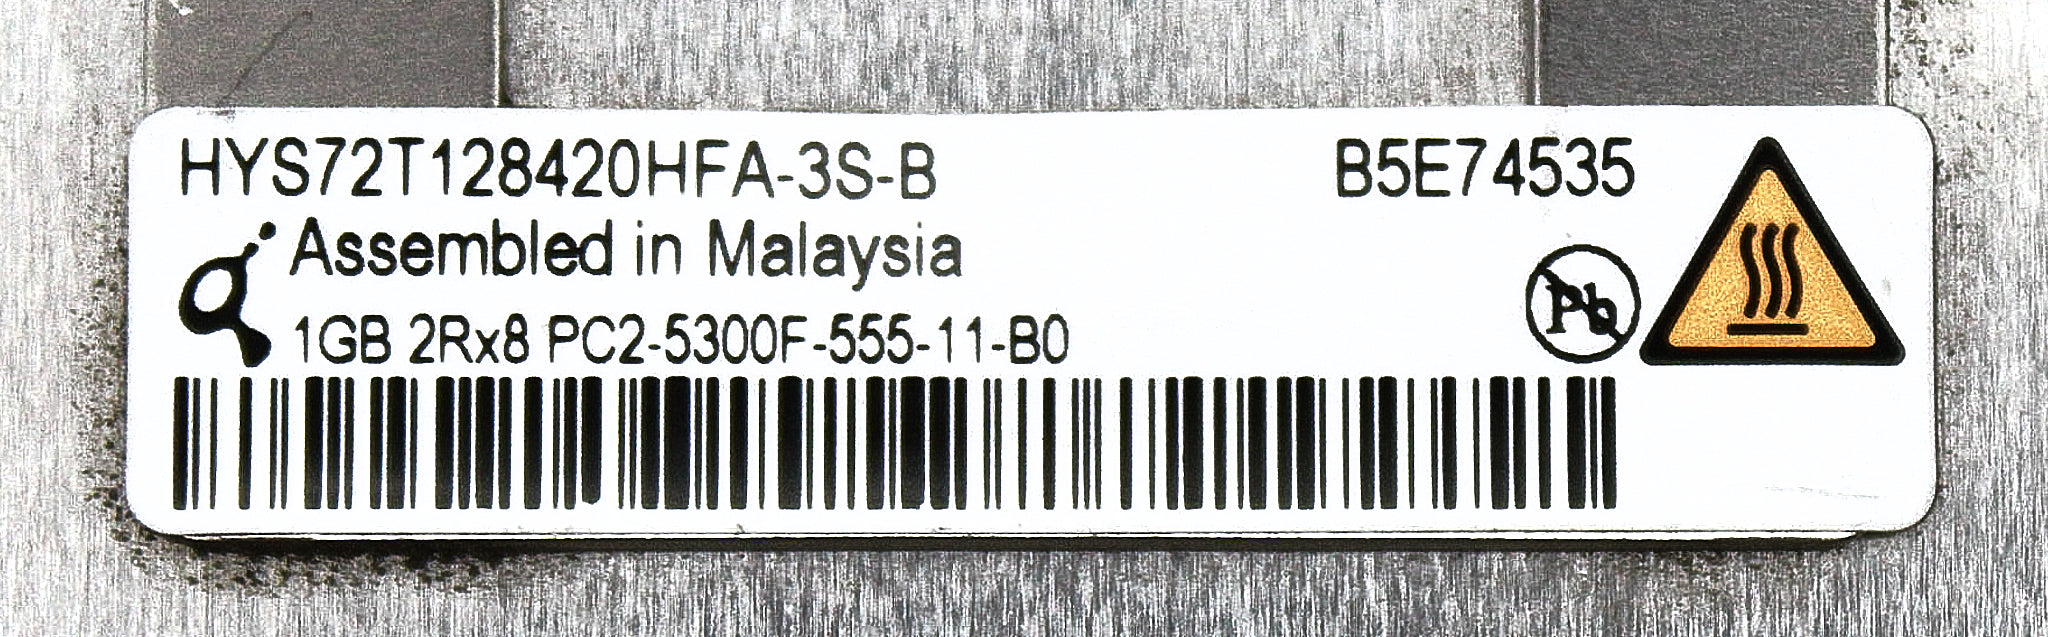 HYS72T128420HFA-3S-B B5E74535
Assembled in Malaysia
Pb
1GB 2Rx8 PC2-5300F-555-11-B0